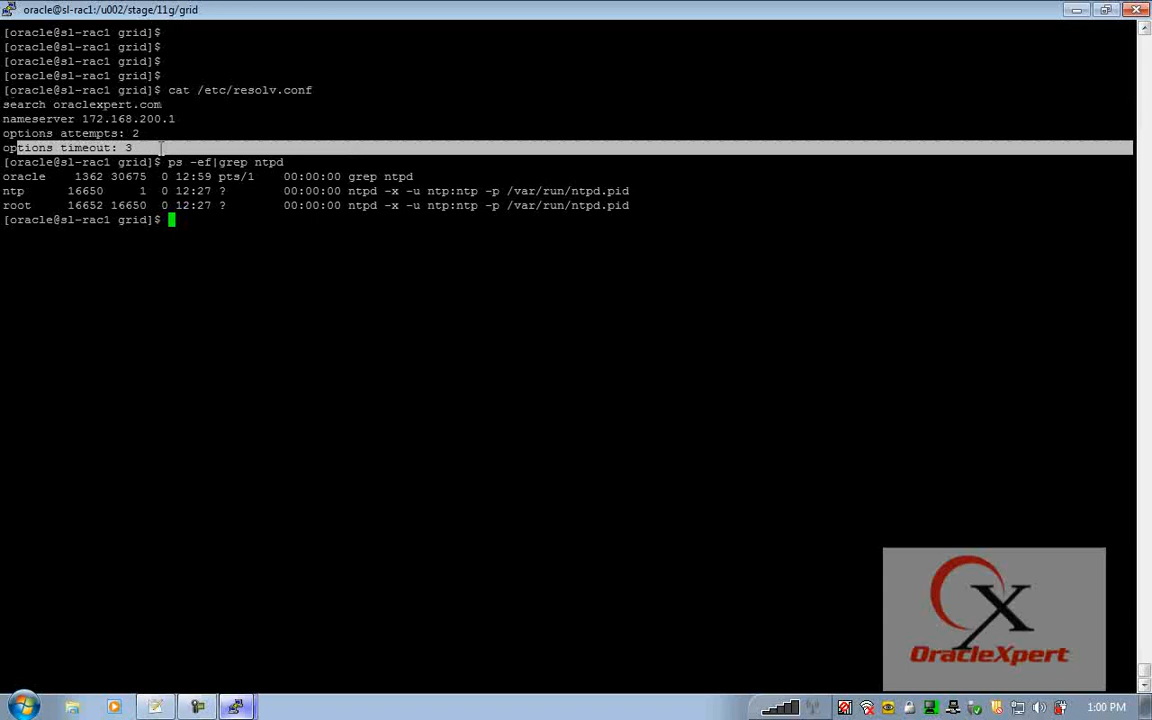 oracle@sl-rac1:/u002/stage/11g/grid
[oracle@sl-rac1 grid]$
[oracle@sl-rac1 grid]$
[oracle@sl-rac1 grid]$
[oracle@sl-rac1 grid]$
[oracle@sl-rac1 grid]$ cat /etc/resolv.conf
search oraclexpert.com
nameserver 172.168.200.1
options attempts: 2
options timeout: 3
[oracle@sl-rac1 grid]$ ps -ef|grep ntpd
oracle    1362 30675  0 12:59 pts/1    00:00:00 grep ntpd
ntp      16650     1  0 12:27 ?        00:00:00 ntpd -x -u ntp:ntp -p /var/run/ntpd.pid
root     16652 16650  0 12:27 ?        00:00:00 ntpd -x -u ntp:ntp -p /var/run/ntpd.pid
[oracle@sl-rac1 grid]$
OX
OracleXpert
1:00 PM